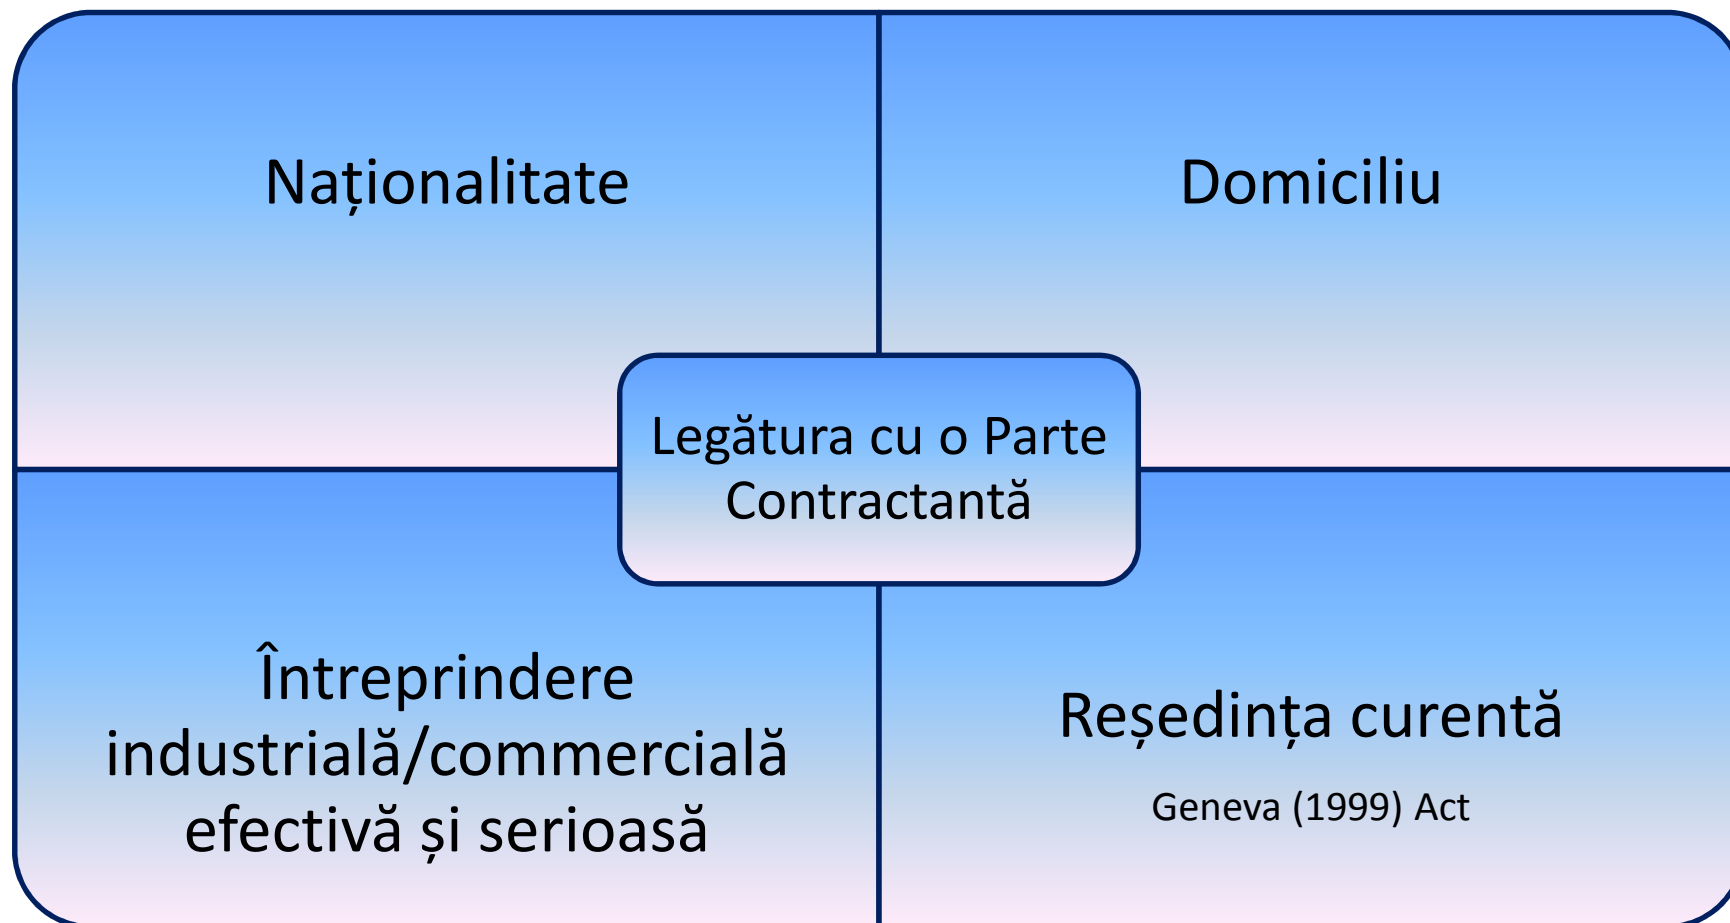 Naționalitate
Domiciliu
Legătura cu o Parte
Contractantă
Întreprindere
industrială/commercială
efectivă și serioasă
Reședința curentă
Geneva (1999) Act